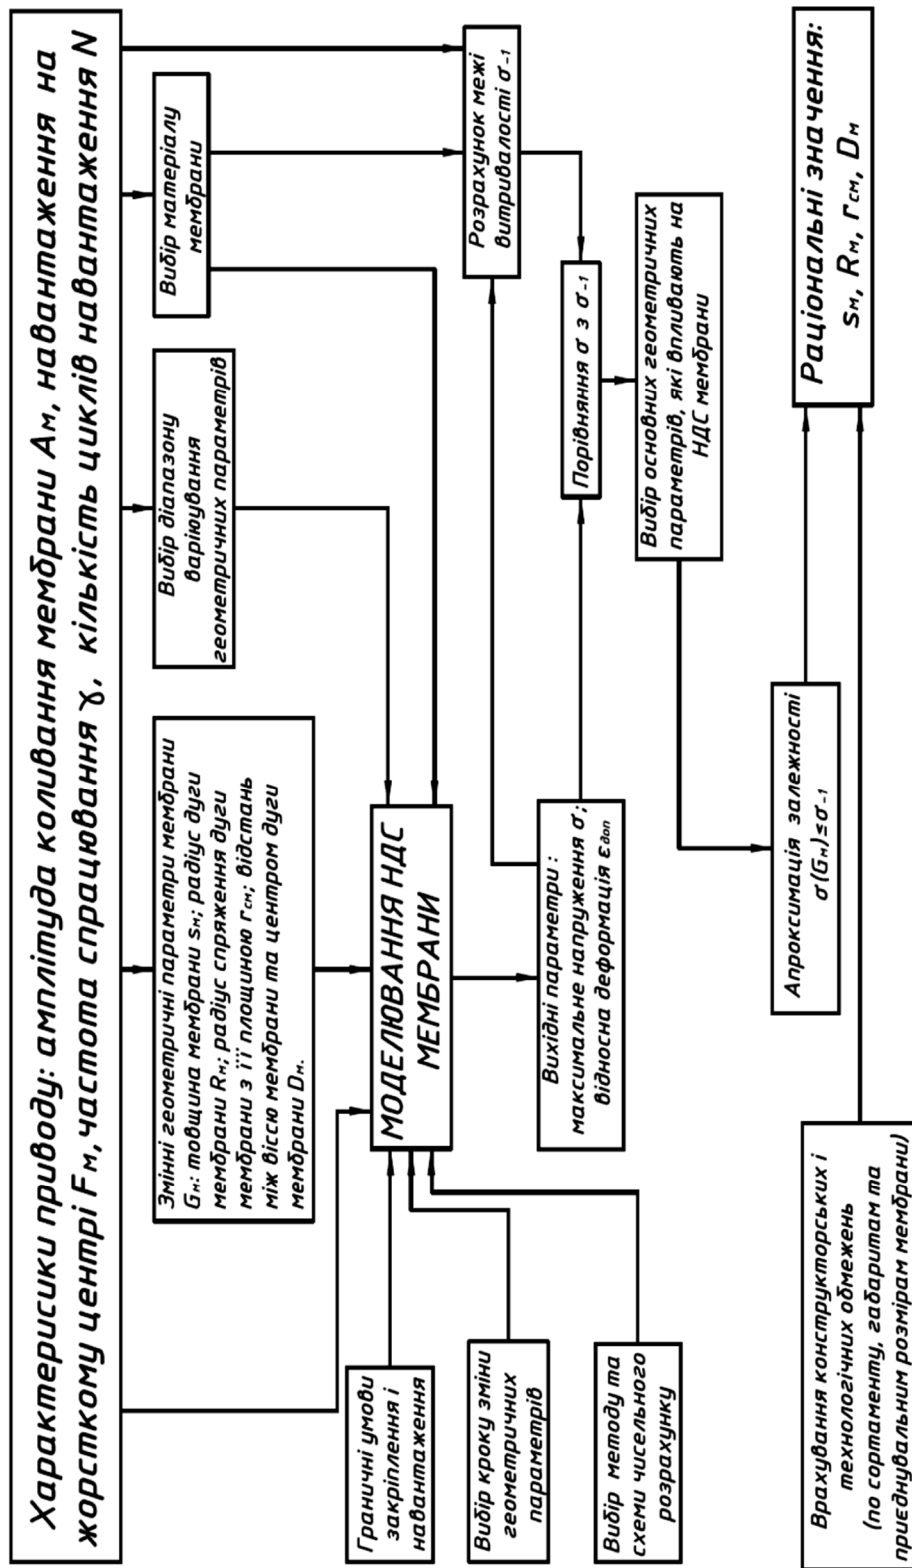 Характерисики приводу: амплітуда коливання мембрани Aм, навантаження на
жорсткому центрі Fм, частота спрацювання γ, кількість циклів навантаження N
Змінні геометричні параметри мембрани
Gм: товщина мембрани sм; радіус дуги
мембрани Rм; радіус спряження дуги
мембрани з її площиною rсм; відстань
між віссю мембрани та центром дуги
мембрани Dм.
Вибір діапазону
варіювання
геометричних параметрів
Вибір матеріалу
мембрани
Граничні умови
закріплення і
навантаження
МОДЕЛЮВАННЯ НДС
МЕМБРАНИ
Розрахунок межі
витривалості σ-1
Вибір кроку зміни
геометричних
параметрів
Вихідні параметри :
максимальне напруження σ;
відносна деформація εдоп
Порівняння σ з σ-1
Вибір методу та
схеми чисельного
розрахунку
Вибір основних геометричних
параметрів, які впливають на
НДС мембрани
Апроксимація залежності
σ(Gм)≤σ-1
Врахування конструкторських і
технологічних обмежень
(по сортаменту, габаритам та
приєднувальним розмірам мембрани)
Раціональні значення:
sм, Rм, rсм, Dм